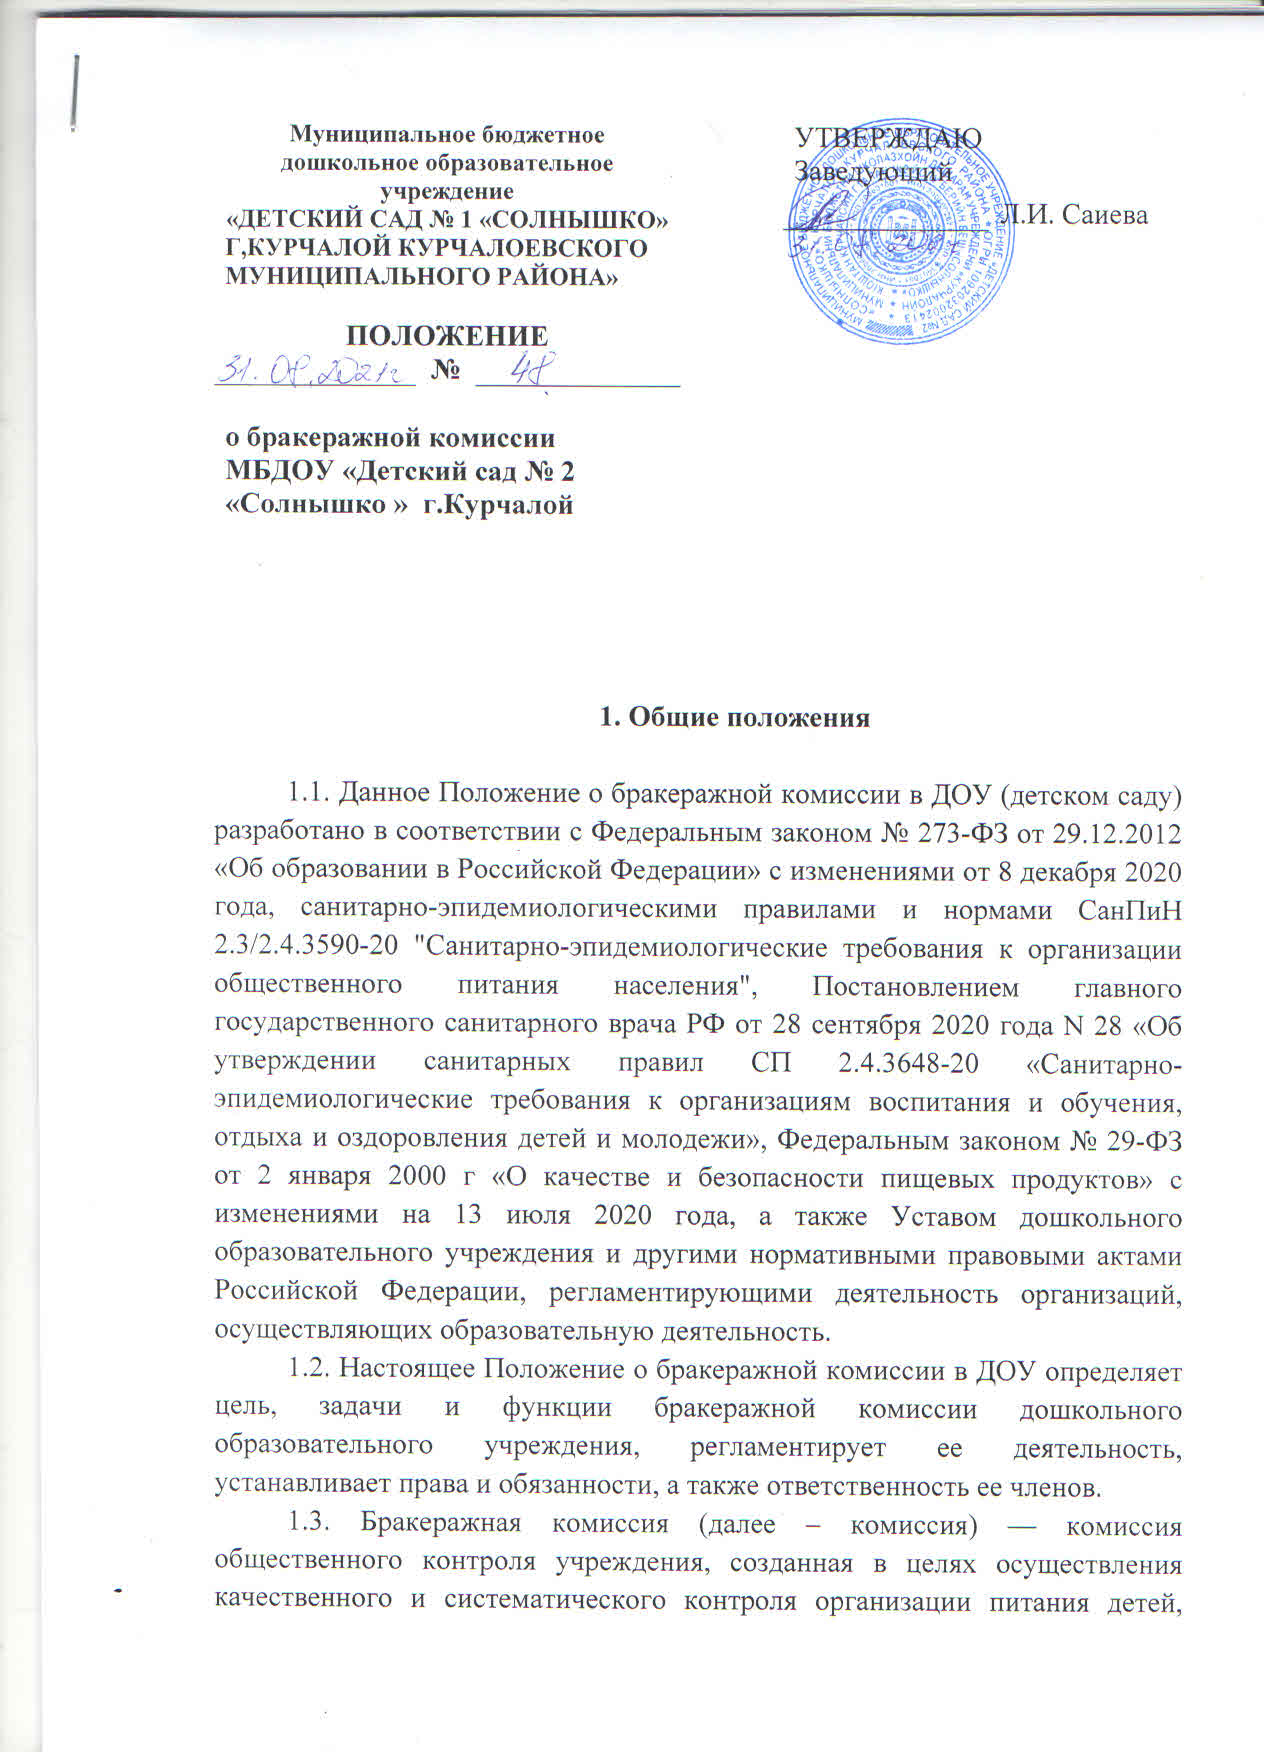 Муниципальное бюджетное
дошкольное образовательное
учреждение
«ДЕТСКИЙ САД № 1 «СОЛНЫШКО»
Г,КУРЧАЛОЙ КУРЧАЛОЕВСКОГО
МУНИЦИПАЛЬНОГО РАЙОНА»
УТВЕРЖДАЮ
Заведующий
Л.И. Саиева
ПОЛОЖЕНИЕ
31.08.2021г № 48
о бракеражной комиссии
МБДОУ «Детский сад № 2
«Солнышко » г.Курчалой
1. Общие положения
1.1. Данное Положение о бракеражной комиссии в ДОУ (детском саду)
разработано в соответствии с Федеральным законом № 273-ФЗ от 29.12.2012
«Об образовании в Российской Федерации» с изменениями от 8 декабря 2020
года, санитарно-эпидемиологическими правилами и нормами СанПиН
2.3/2.4.3590-20 "Санитарно-эпидемиологические требования к организации
общественного питания населения", Постановлением главного
государственного санитарного врача РФ от 28 сентября 2020 года N 28 «Об
утверждении санитарных правил СП 2.4.3648-20 «Санитарно-
эпидемиологические требования к организациям воспитания и обучения,
отдыха и оздоровления детей и молодежи», Федеральным законом № 29-ФЗ
от 2 января 2000 г «О качестве и безопасности пищевых продуктов» с
изменениями на 13 июля 2020 года, а также Уставом дошкольного
образовательного учреждения и другими нормативными правовыми актами
Российской Федерации, регламентирующими деятельность организаций,
осуществляющих образовательную деятельность.
1.2. Настоящее Положение о бракеражной комиссии в ДОУ определяет
цель, задачи и функции бракеражной комиссии дошкольного
образовательного учреждения, регламентирует ее деятельность,
устанавливает права и обязанности, а также ответственность ее членов.
1.3. Бракеражная комиссия (далее – комиссия) — комиссия
общественного контроля учреждения, созданная в целях осуществления
качественного и систематического контроля организации питания детей,